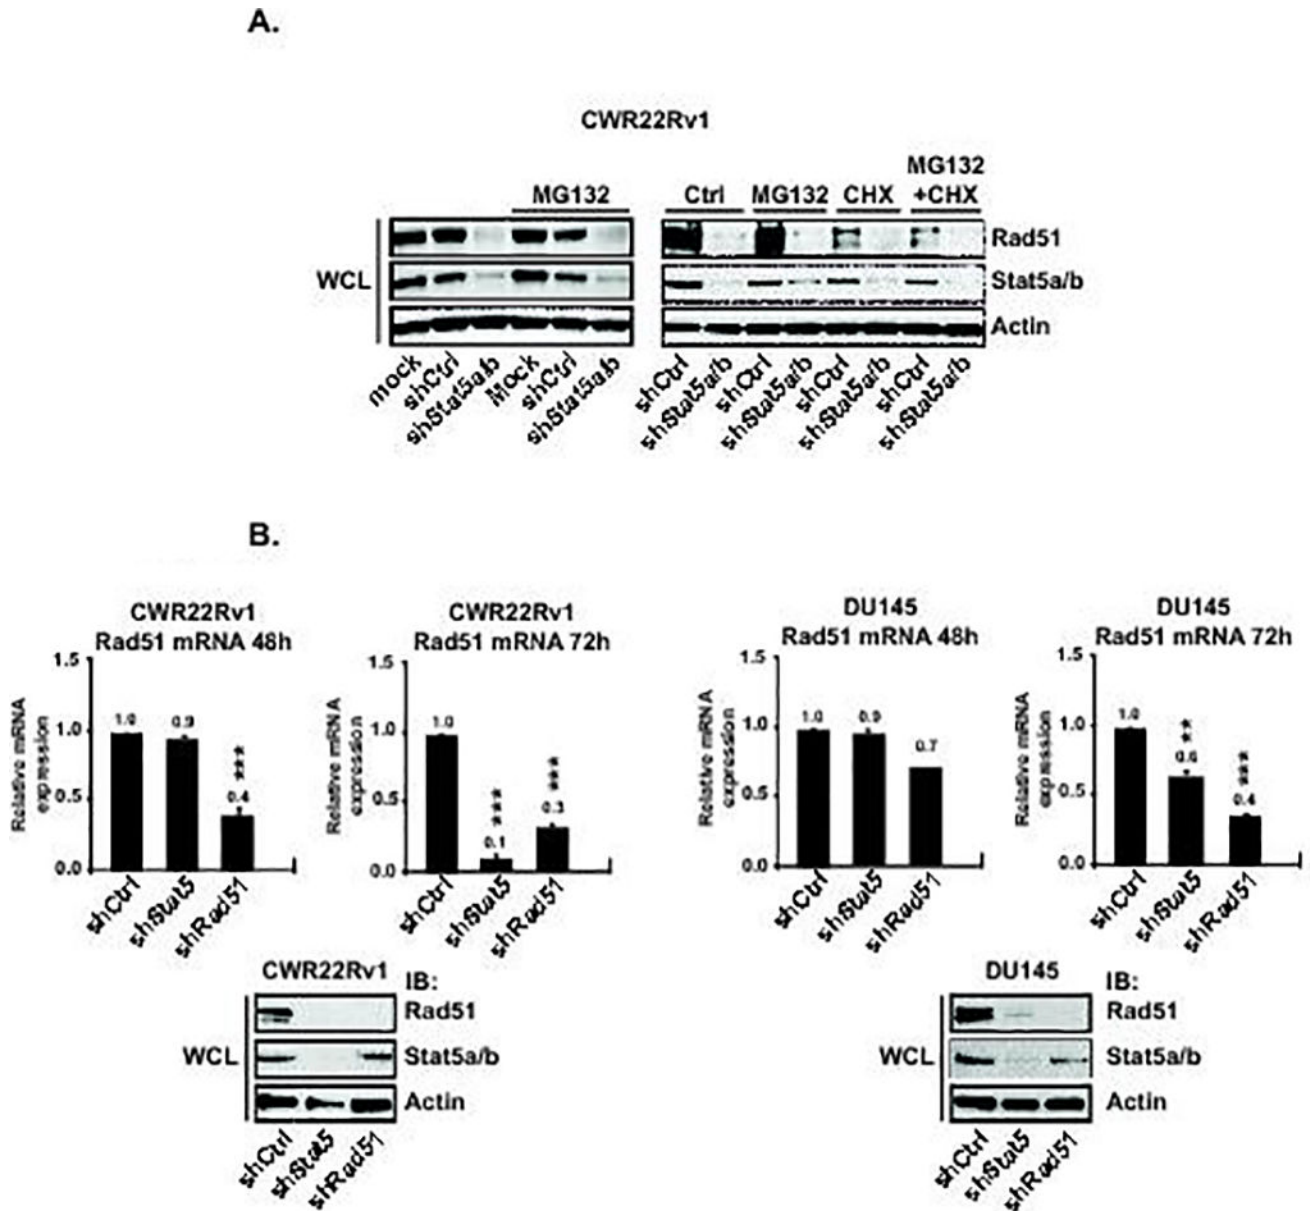 A.
CWR22Rv1
MG132
Ctrl MG132 CHX MG132
+CHX
WCL
Rad51
Stat5a/b
Actin
mock shCtrl shStat5a/b Mock shCtrl shStat5a/b
shCtrl shStat5a/b shCtrl shStat5a/b shCtrl shStat5a/b shCtrl shStat5a/b
B.
CWR22Rv1
Rad51 mRNA 48h
Relative mRNA
expression
1.5
1.0
0.5
0.0
1.0 0.9 0.4 ***
shCtrl shStat5 shRad51
CWR22Rv1
Rad51 mRNA 72h
Relative mRNA
expression
1.5
1.0
0.5
0.0
1.0 0.1 *** 0.3 ***
shCtrl shStat5 shRad51
DU145
Rad51 mRNA 48h
Relative mRNA
expression
1.5
1.0
0.5
0.0
1.0 0.9 0.7
shCtrl shStat5 shRad51
DU145
Rad51 mRNA 72h
Relative mRNA
expression
1.5
1.0
0.5
0.0
1.0 0.6 ** 0.4 ***
shCtrl shStat5 shRad51
CWR22Rv1
IB:
WCL
Rad51
Stat5a/b
Actin
shCtrl shStat5 shRad51
DU145
IB:
WCL
Rad51
Stat5a/b
Actin
shCtrl shStat5 shRad51